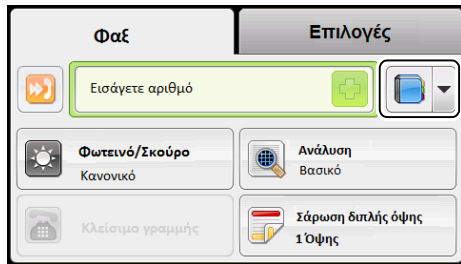 Φαξ
Επιλογές
Εισάγετε αριθμό
Φωτεινό/Σκούρο
Κανονικό
Ανάλυση
Βασικό
Κλείσιμο γραμμής
Σάρωση διπλής όψης
1 Όψης